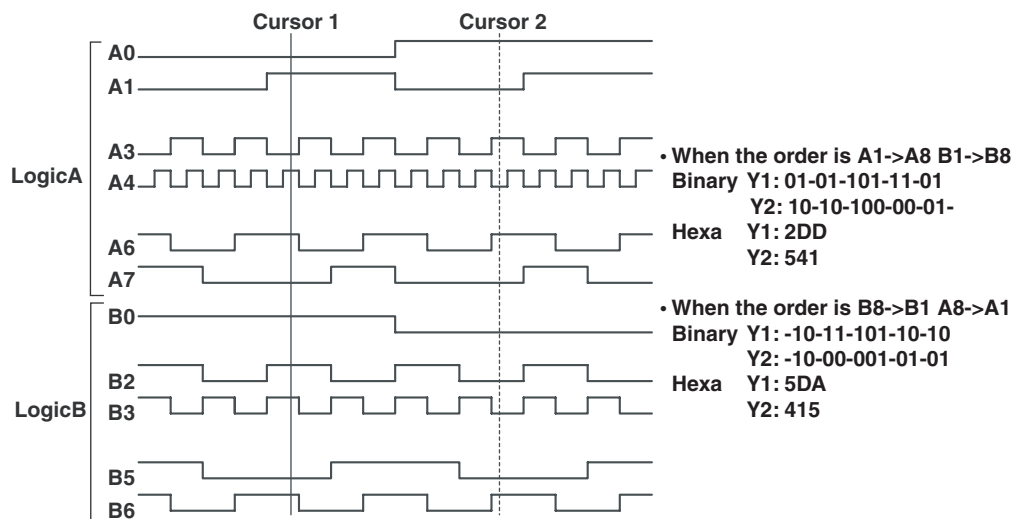 Cursor 1 Cursor 2
A0
A1
A3
A4
LogicA
A6
A7
B0
B2
B3
LogicB
B5
B6
• When the order is A1->A8 B1->B8
Binary Y1: 01-01-101-11-01
Y2: 10-10-100-00-01-
Hexa Y1: 2DD
Y2: 541
• When the order is B8->B1 A8->A1
Binary Y1: -10-11-101-10-10
Y2: -10-00-001-01-01
Hexa Y1: 5DA
Y2: 415